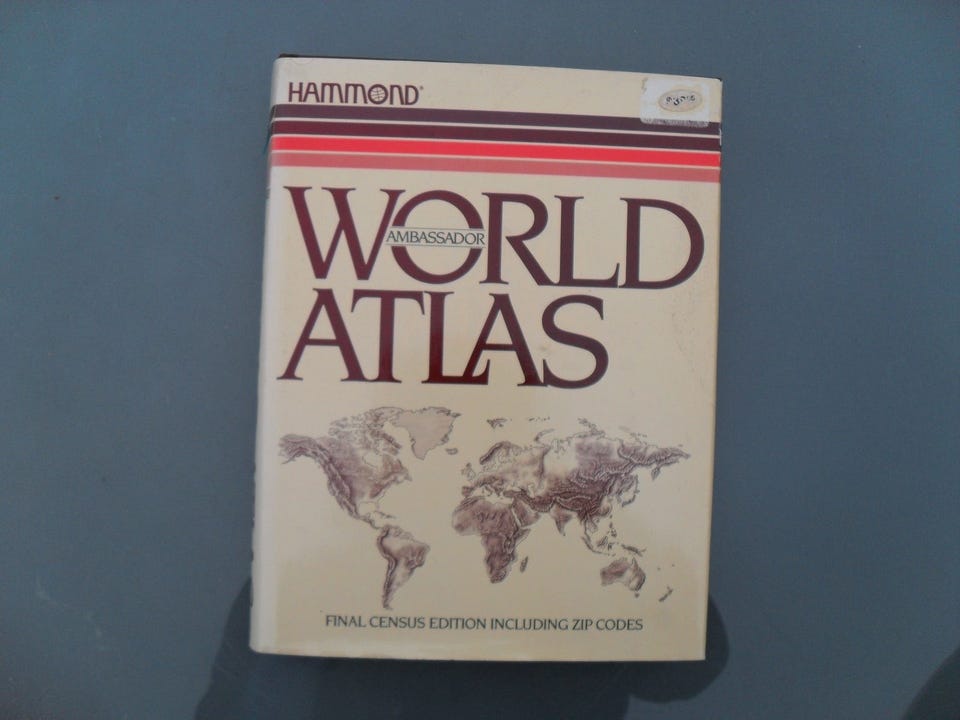 HAMMOND®
WORLD
AMBASSADOR
ATLAS
FINAL CENSUS EDITION INCLUDING ZIP CODES